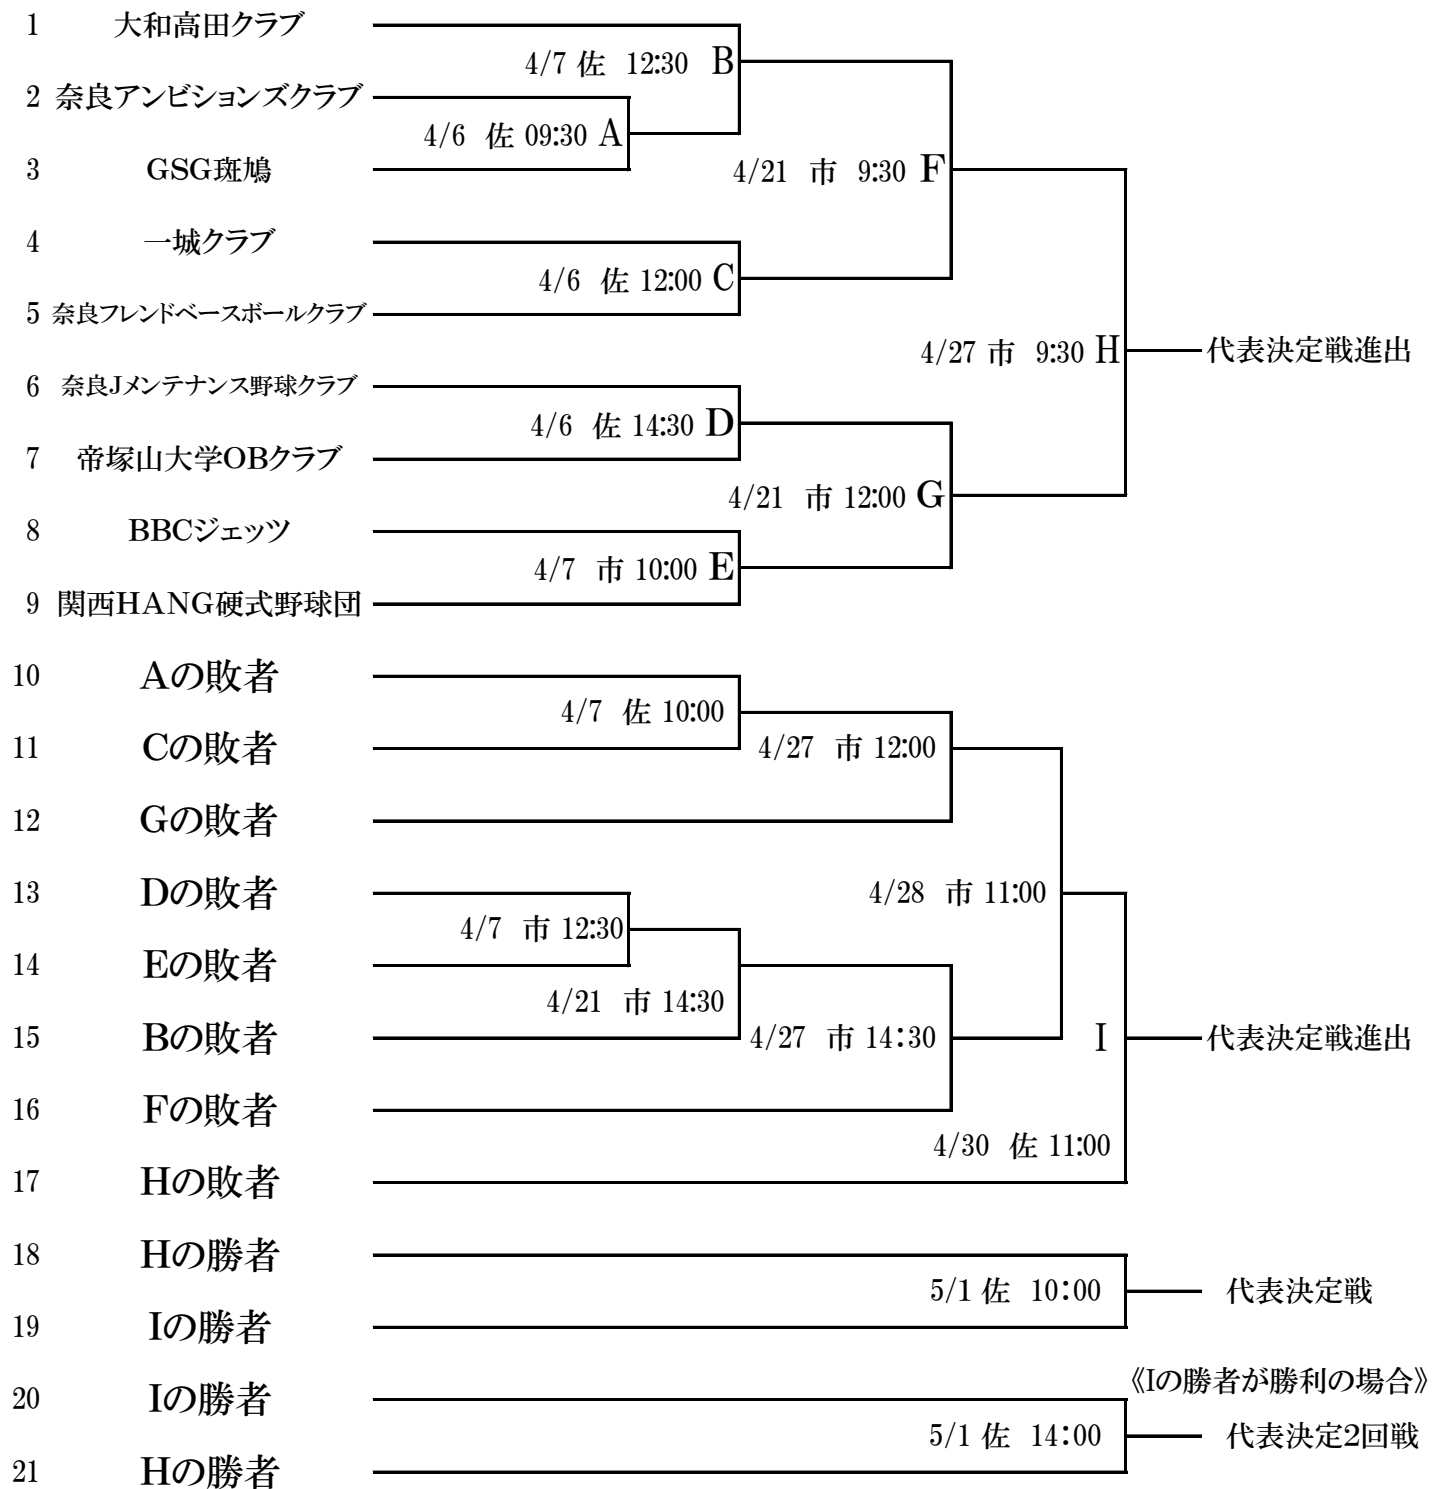 1 大和高田クラブ
4/7 佐 12:30 B
2 奈良アンビションズクラブ
4/6 佐 09:30 A
3 GSG斑鳩
4/21 市 9:30 F
4 一城クラブ
4/6 佐 12:00 C
5 奈良フレンドベースボールクラブ
4/27 市 9:30 H 代表決定戦進出
6 奈良Jメンテナンス野球クラブ
4/6 佐 14:30 D
7 帝塚山大学OBクラブ
4/21 市 12:00 G
8 BBCジェッツ
4/7 市 10:00 E
9 関西HANG硬式野球団
10 Aの敗者
4/7 佐 10:00
11 Cの敗者 4/27 市 12:00
12 Gの敗者
13 Dの敗者 4/28 市 11:00
4/7 市 12:30
14 Eの敗者
4/21 市 14:30
15 Bの敗者 4/27 市 14:30 I 代表決定戦進出
16 Fの敗者
4/30 佐 11:00
17 Hの敗者
18 Hの勝者
5/1 佐 10:00 代表決定戦
19 Iの勝者
《Iの勝者が勝利の場合》
20 Iの勝者
5/1 佐 14:00 代表決定2回戦
21 Hの勝者